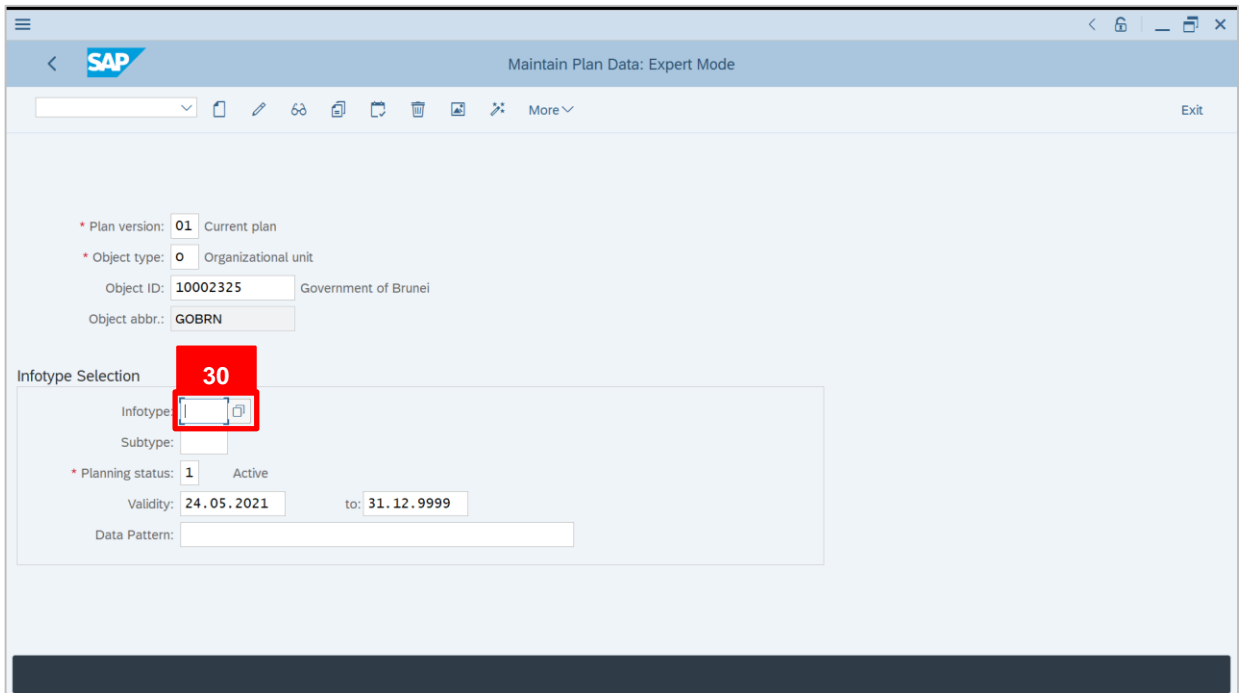 SAP
Maintain Plan Data: Expert Mode
More
Exit
* Plan version: 01 Current plan
* Object type: O Organizational unit
Object ID: 10002325 Government of Brunei
Object abbr.: GOBRN
Infotype Selection
30
Infotype:
Subtype:
* Planning status: 1 Active
Validity: 24.05.2021 to: 31.12.9999
Data Pattern: